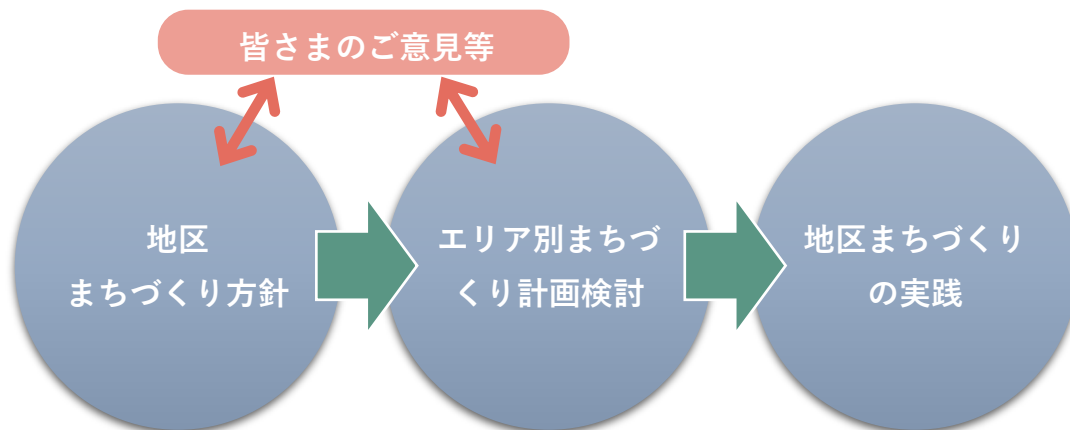 皆さまのご意見等
地区
まちづくり方針
エリア別まちづ
くり計画検討
地区まちづくり
の実践